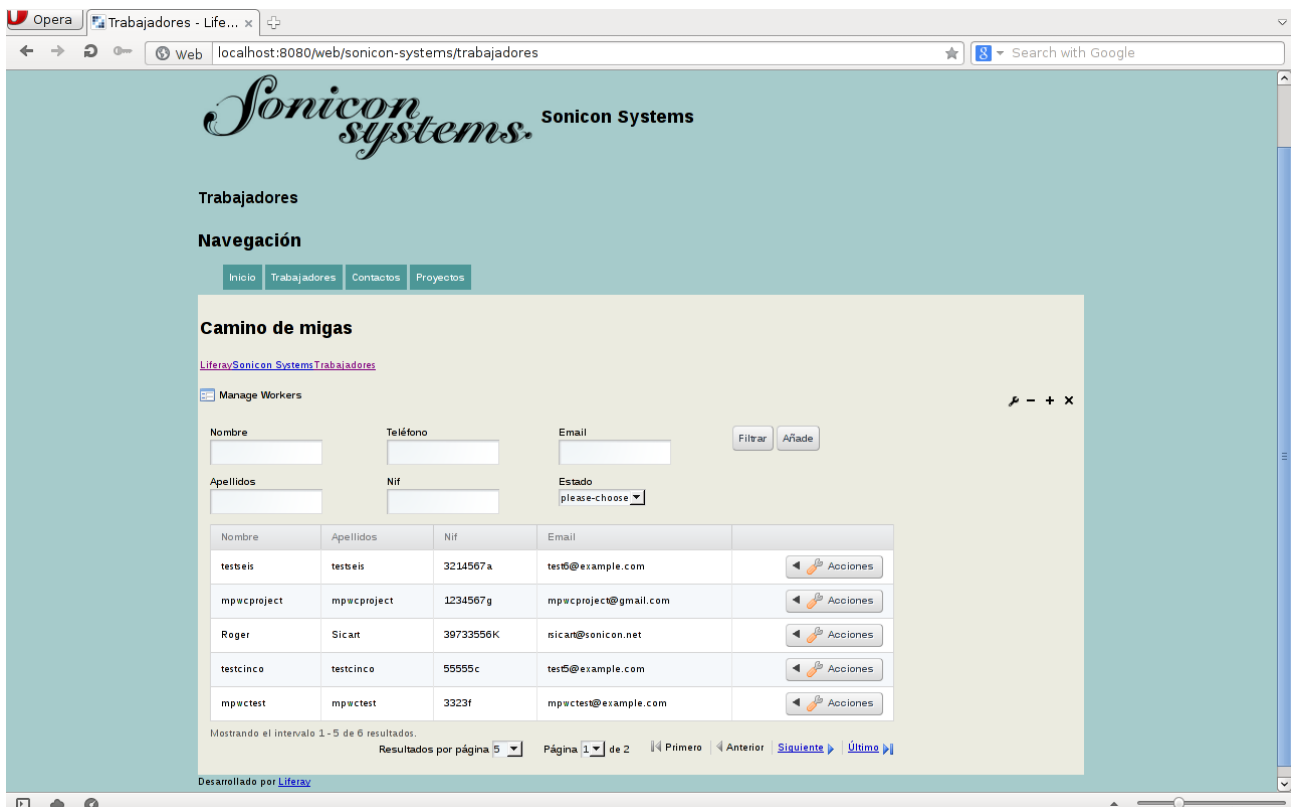 Opera
Trabajadores - Life...
Web localhost:8080/web/sonicon-systems/trabajadores Search with Google
Sonicon systems. Sonicon Systems
Trabajadores
Navegación
Inicio Trabajadores Contactos Proyectos
Camino de migas
LiferaySonicon SystemsTrabajadores
Manage Workers
Nombre Teléfono Email
Filtrar Añade
Apellidos Nif Estado
please-choose
Nombre Apellidos Nif Email
testseis testseis 3214567a test6@example.com Acciones
mpwcproject mpwcproject 1234567g mpwcproject@gmail.com Acciones
Roger Sicart 39733556K rsicart@sonicon.net Acciones
testcinco testcinco 55555c test5@example.com Acciones
mpwctest mpwctest 3323f mpwctest@example.com Acciones
Mostrando el intervalo 1 - 5 de 6 resultados.
Resultados por página 5 Página 1 de 2 Primero Anterior Siguiente Último
Desarrollado por Liferay